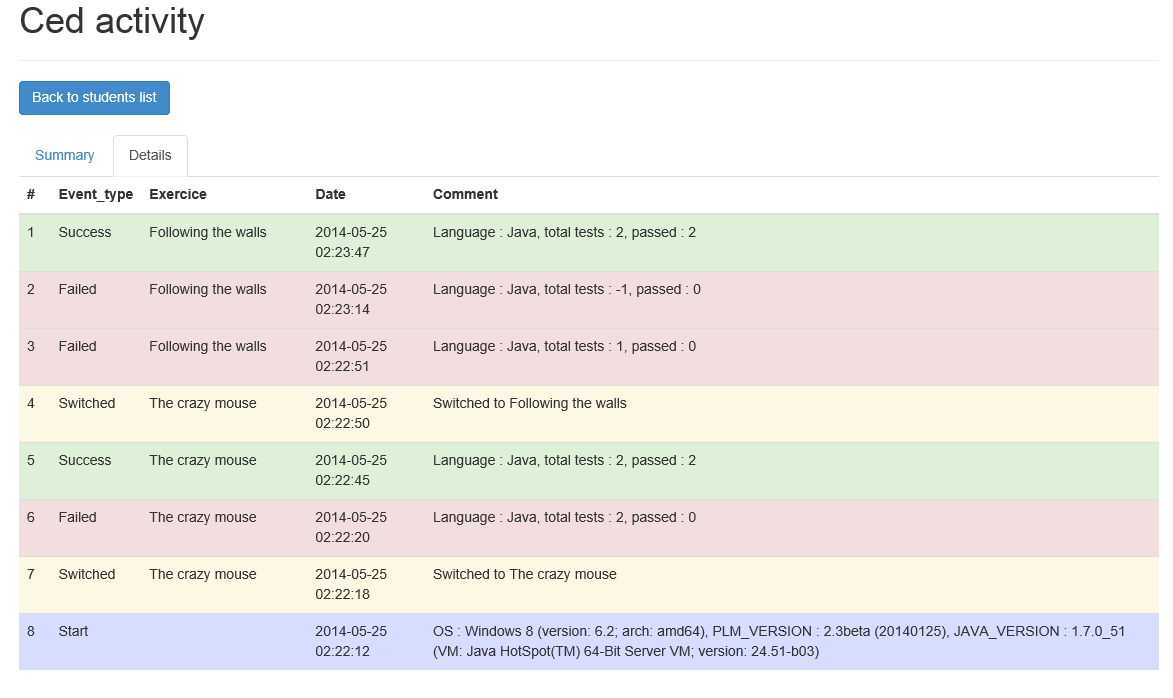 Ced activity
Back to students list
Summary Details
# Event_type Exercice Date Comment
1 Success Following the walls 2014-05-25 Language : Java, total tests : 2, passed : 2
02:23:47
2 Failed Following the walls 2014-05-25 Language : Java, total tests : -1, passed : 0
02:23:14
3 Failed Following the walls 2014-05-25 Language : Java, total tests : 1, passed : 0
02:22:51
4 Switched The crazy mouse 2014-05-25 Switched to Following the walls
02:22:50
5 Success The crazy mouse 2014-05-25 Language : Java, total tests : 2, passed : 2
02:22:45
6 Failed The crazy mouse 2014-05-25 Language : Java, total tests : 2, passed : 0
02:22:20
7 Switched The crazy mouse 2014-05-25 Switched to The crazy mouse
02:22:18
8 Start 2014-05-25 OS : Windows 8 (version: 6.2; arch: amd64), PLM_VERSION : 2.3beta (20140125), JAVA_VERSION : 1.7.0_51
02:22:12 (VM: Java HotSpot(TM) 64-Bit Server VM; version: 24.51-b03)